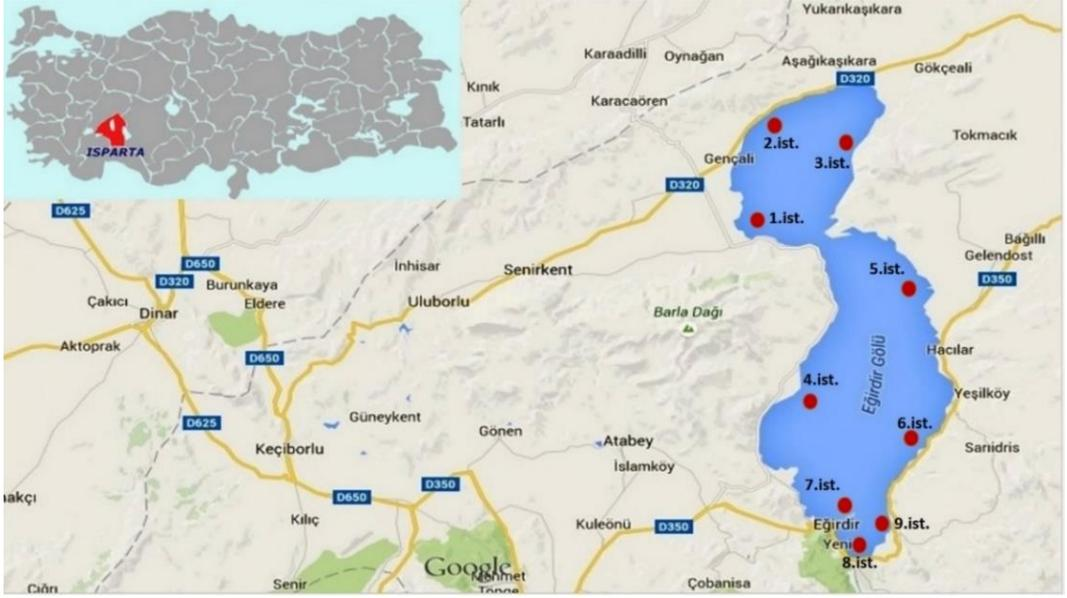 Yukarıkaşıkara
Karaadilli
Oynağan
Aşağıkaşıkara
D320
Gökçeali
Kınık
Karacaören
Tatarlı
2.ist.
Tokmacık
Gençali
3.ist.
ISPARTA
D320
D625
1.ist.
Bağıllı
Gelendost
D650
İnhisar
Senirkent
5.ist.
D350
D320
Burunkaya
Çakıcı
Eldere
Uluborlu
Dinar
Barla Dağı
Aktoprak
Hacılar
D650
Eğirdir Gölü
4.ist.
Yeşilköy
Güneykent
D625
6.ist.
Gönen
Atabey
Keçiborlu
Sarıidris
İslamköy
D350
7.ist.
D650
akçı
Kılıç
Kuleönü
D350
Eğirdir
9.ist.
Yeni
8.ist.
Google
Senir
Çobanisa
Tönge
Çığrı